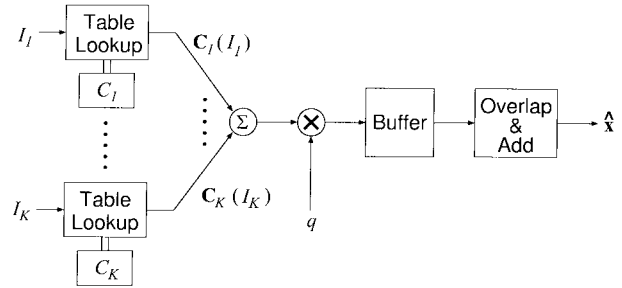 Table
Lookup
I_1
C_1
C_1(I_1)
Σ
×
q
Buffer
Overlap
&
Add
x̂
Table
Lookup
I_K
C_K
C_K(I_K)